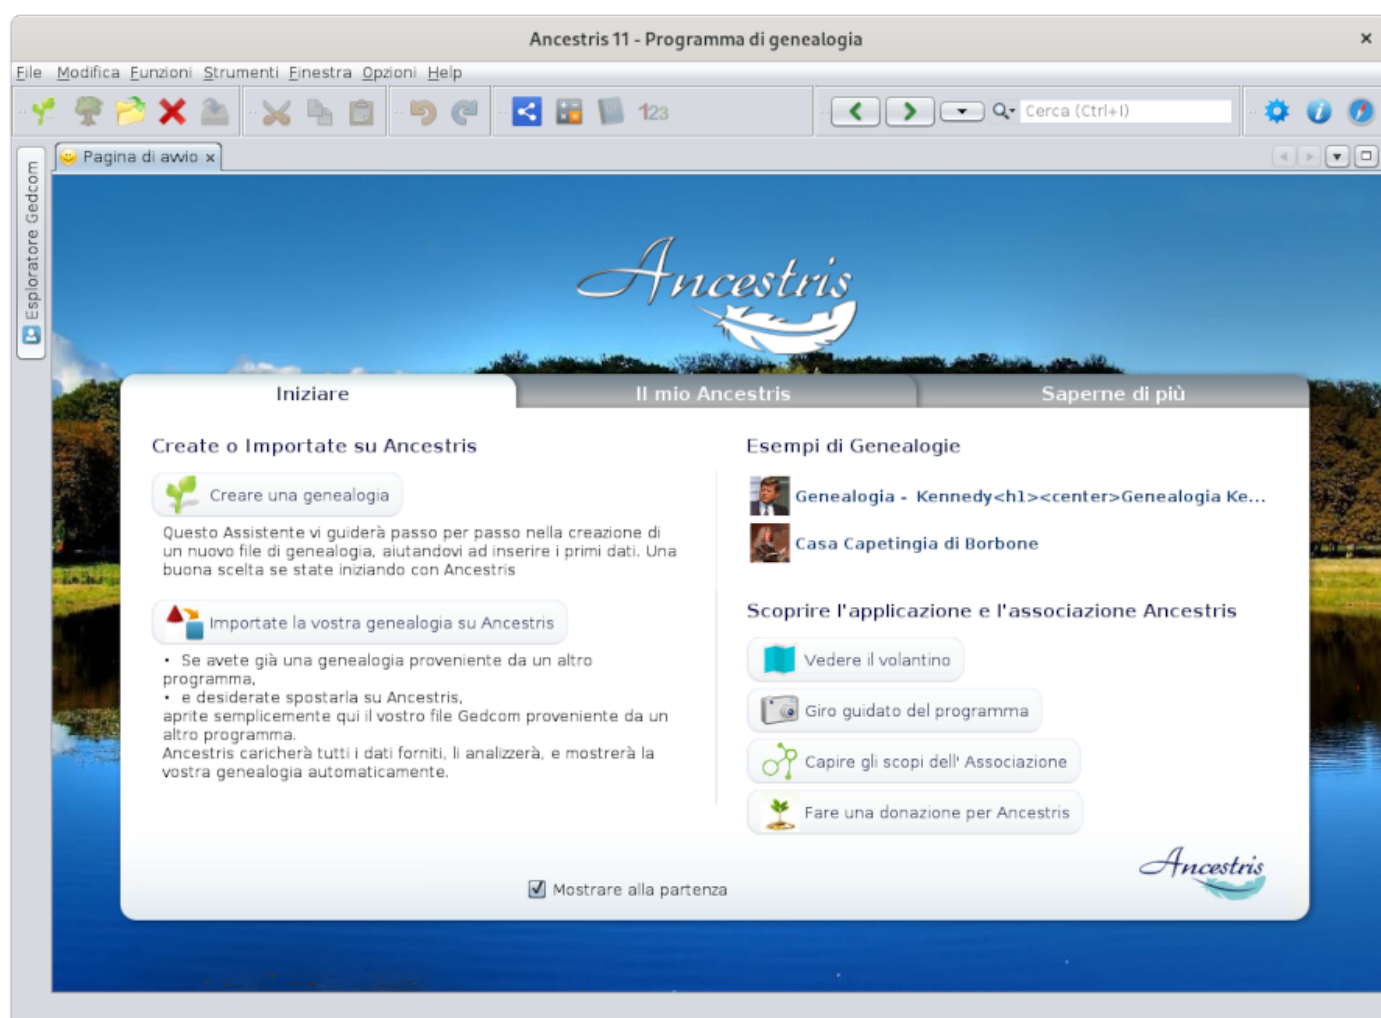 Ancestris 11 - Programma di genealogia
File Modifica Funzioni Strumenti Finestra Opzioni Help
123
Cerca (Ctrl+I)
Pagina di avvio
Esploratore Gedcom
Ancestris
Iniziare
Il mio Ancestris
Saperne di più
Create o Importate su Ancestris
Creare una genealogia
Questo Assistente vi guiderà passo per passo nella creazione di
un nuovo file di genealogia, aiutandovi ad inserire i primi dati. Una
buona scelta se state iniziando con Ancestris
Importate la vostra genealogia su Ancestris
• Se avete già una genealogia proveniente da un altro
programma,
• e desiderate spostarla su Ancestris,
aprite semplicemente qui il vostro file Gedcom proveniente da un
altro programma.
Ancestris caricherà tutti i dati forniti, li analizzerà, e mostrerà la
vostra genealogia automaticamente.
Esempi di Genealogie
Genealogia - Kennedy<h1><center>Genealogia Ke...
Casa Capetingia di Borbone
Scoprire l'applicazione e l'associazione Ancestris
Vedere il volantino
Giro guidato del programma
Capire gli scopi dell' Associazione
Fare una donazione per Ancestris
Ancestris
Mostrare alla partenza